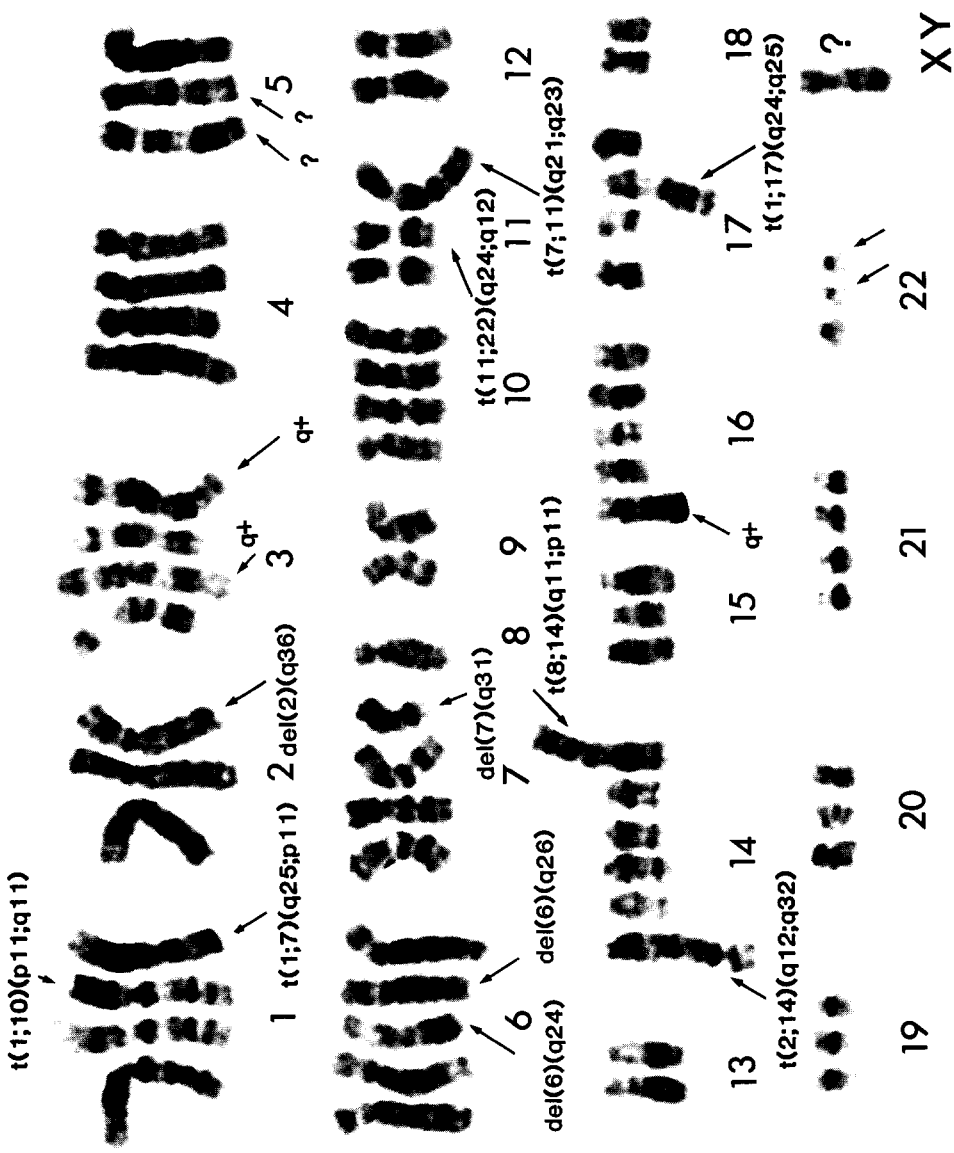 t(1;10)(p11;q11)
1
t(1;7)(q25;p11)
2
del(2)(q36)
3
q+
q+
4
5
?
?
6
del(6)(q24)
del(6)(q26)
7
del(7)(q31)
8
9
10
t(11;22)(q24;q12)
11
t(7;11)(q21;q23)
12
13
t(2;14)(q12;q32)
14
t(8;14)(q11;p11)
15
q+
16
17
t(1;17)(q24;q25)
18
19
20
21
22
?
X Y